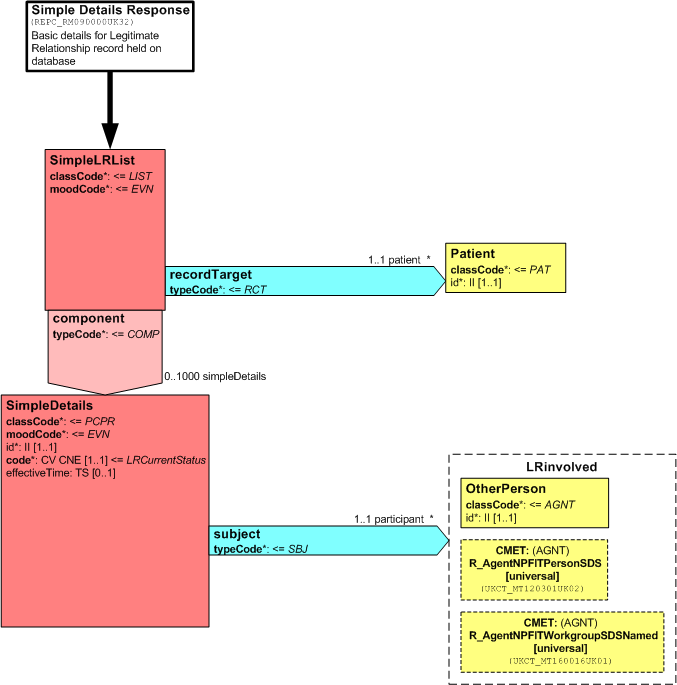 Simple Details Response
(REPC_RM090000UK32)
Basic details for Legitimate
Relationship record held on
database
SimpleLRList
classCode*: <= LIST
moodCode*: <= EVN
1..1 patient *
recordTarget
typeCode*: <= RCT
Patient
classCode*: <= PAT
id*: II [1..1]
component
typeCode*: <= COMP
0..1000 simpleDetails
SimpleDetails
classCode*: <= PCPR
moodCode*: <= EVN
id*: II [1..1]
code*: CV CNE [1..1] <= LRCurrentStatus
effectiveTime: TS [0..1]
1..1 participant *
subject
typeCode*: <= SBJ
LRinvolved
OtherPerson
classCode*: <= AGNT
id*: II [1..1]
CMET: (AGNT)
R_AgentNPFITPersonSDS
[universal]
(UKCT_MT120301UK02)
CMET: (AGNT)
R_AgentNPFITWorkgroupSDSNamed
[universal]
(UKCT_MT160016UK01)